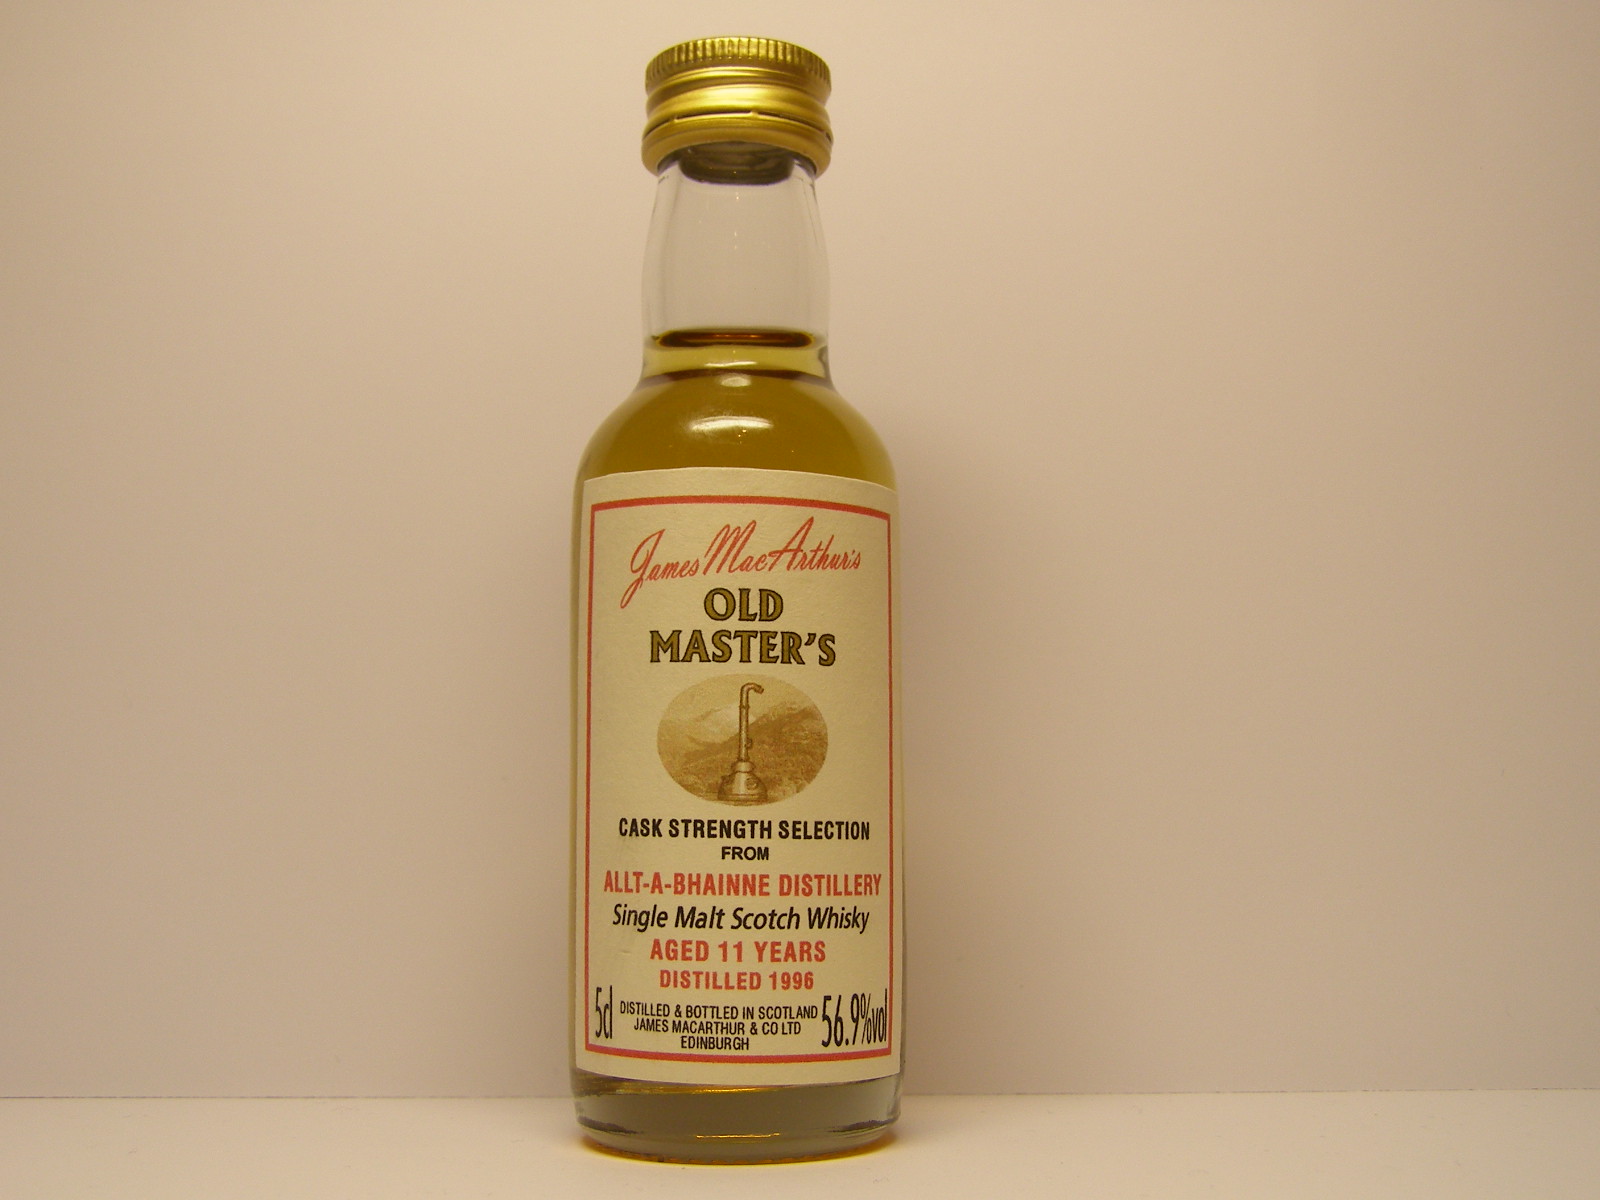 James MacArthur's
OLD
MASTER'S
CASK STRENGTH SELECTION
FROM
ALLT-A-BHAINNE DISTILLERY
Single Malt Scotch Whisky
AGED 11 YEARS
DISTILLED 1996
5cl
DISTILLED & BOTTLED IN SCOTLAND
JAMES MACARTHUR & CO LTD
EDINBURGH
56.9%vol